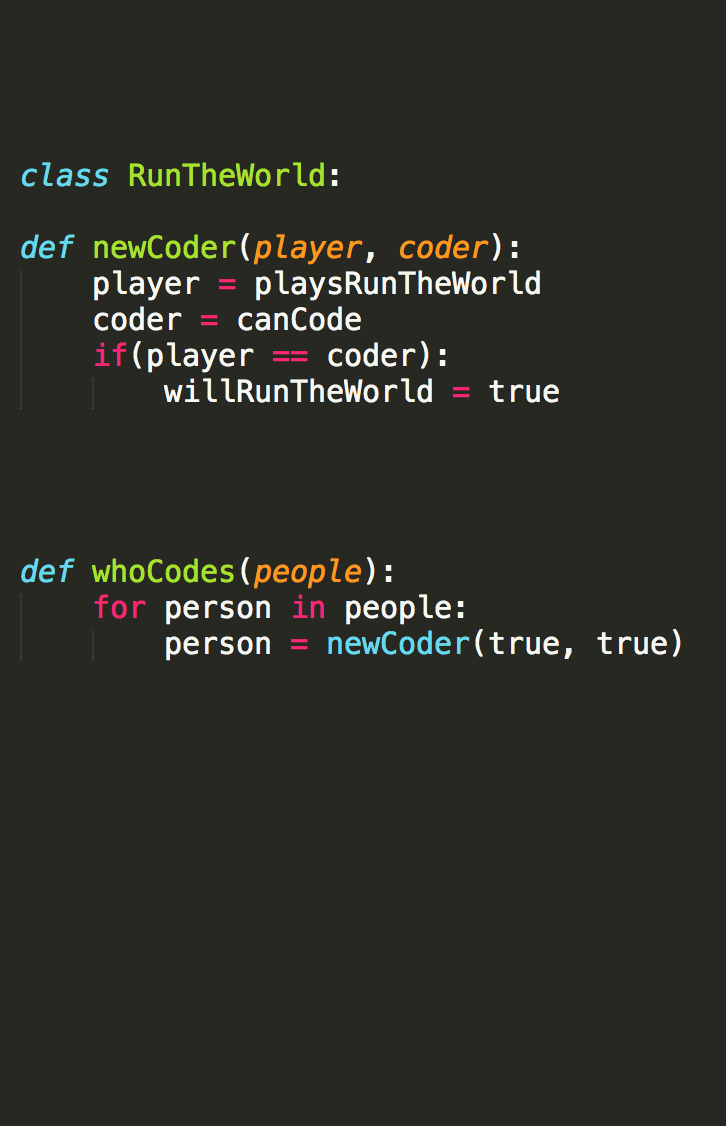 class RunTheWorld:
def newCoder(player, coder):
    player = playsRunTheWorld
    coder = canCode
    if(player == coder):
        willRunTheWorld = true
def whoCodes(people):
    for person in people:
        person = newCoder(true, true)